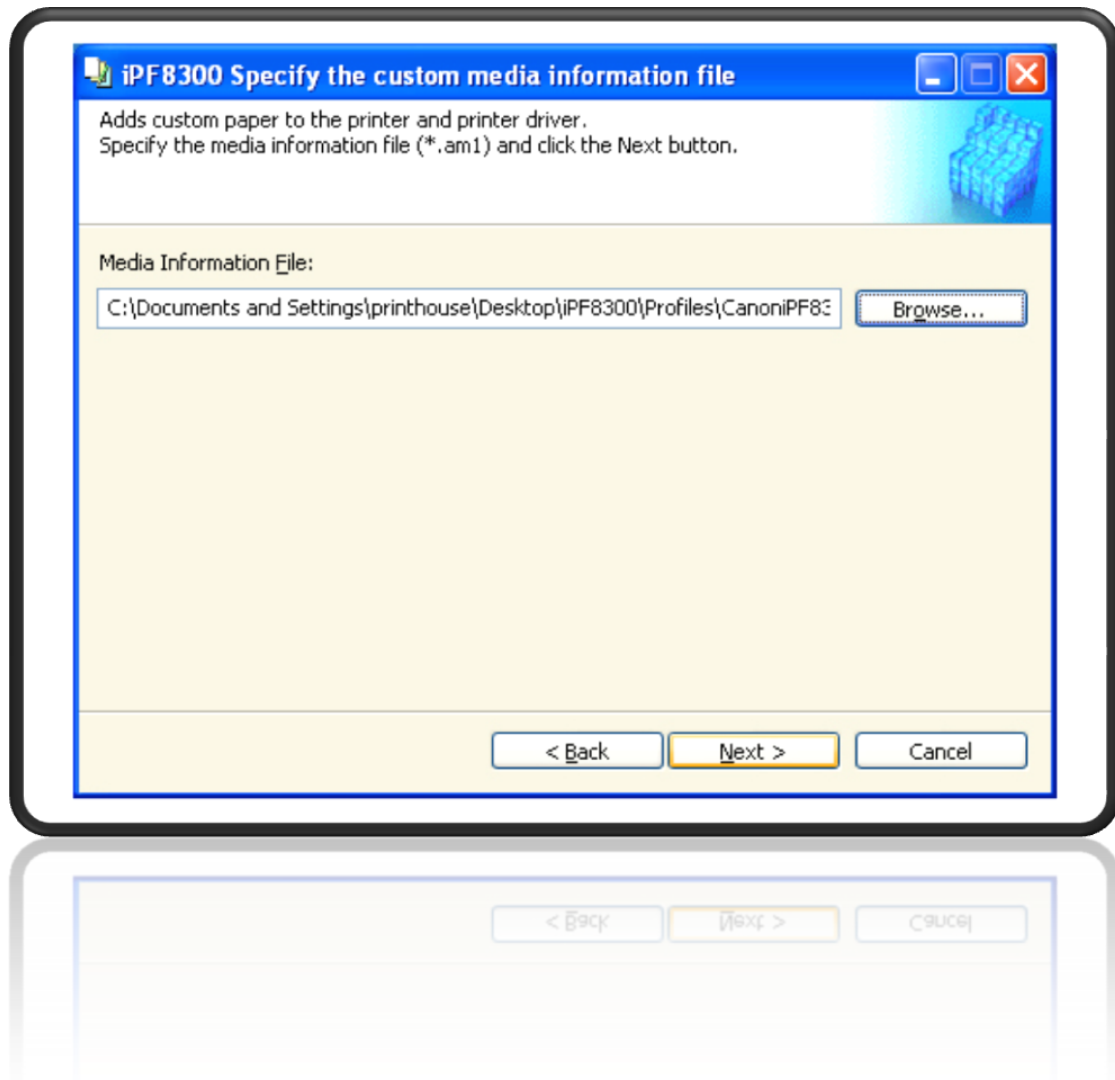 iPF8300 Specify the custom media information file
Adds custom paper to the printer and printer driver.
Specify the media information file (*.am1) and click the Next button.
Media Information File:
C:\Documents and Settings\printhouse\Desktop\iPF8300\Profiles\CanoniPF83
Browse...
< Back
Next >
Cancel
< Back
Next >
Cancel